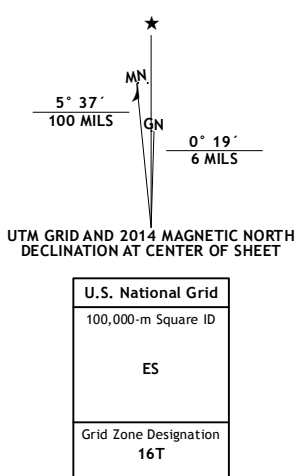 ★
MN.
5° 37´
100 MILS
GN
0° 19´
6 MILS
UTM GRID AND 2014 MAGNETIC NORTH
DECLINATION AT CENTER OF SHEET
U.S. National Grid
100,000-m Square ID
ES
Grid Zone Designation
16T